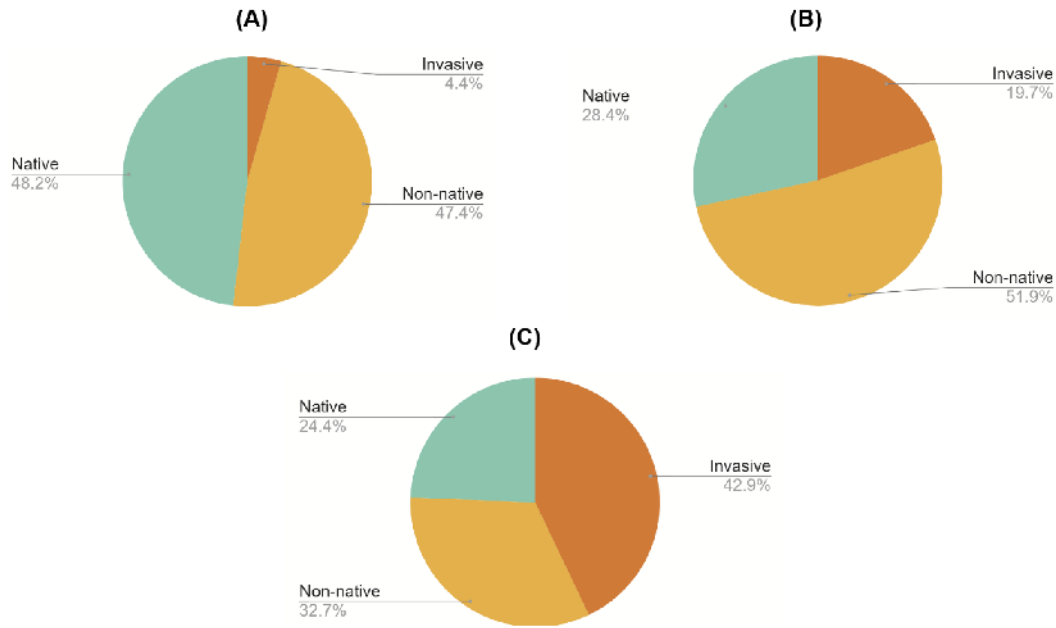 (A)
Invasive
4.4%
Native
48.2%
Non-native
47.4%
(B)
Invasive
19.7%
Native
28.4%
Non-native
51.9%
(C)
Native
24.4%
Invasive
42.9%
Non-native
32.7%